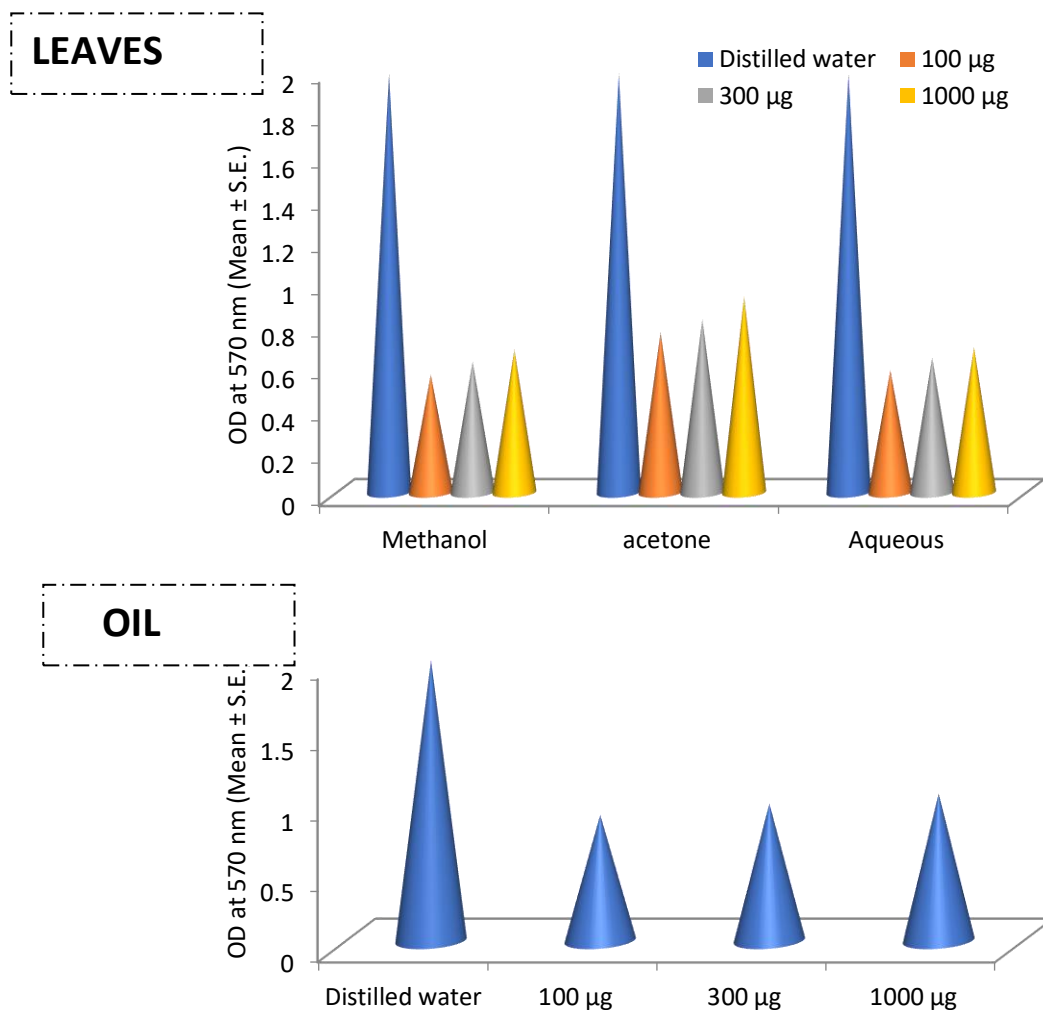 LEAVES
Distilled water
100 µg
300 µg
1000 µg
OD at 570 nm (Mean ± S.E.)
2
1.8
1.6
1.4
1.2
1
0.8
0.6
0.4
0.2
0
Methanol
acetone
Aqueous
OIL
OD at 570 nm (Mean ± S.E.
2
1.5
1
0.5
0
Distilled water
100 µg
300 µg
1000 µg